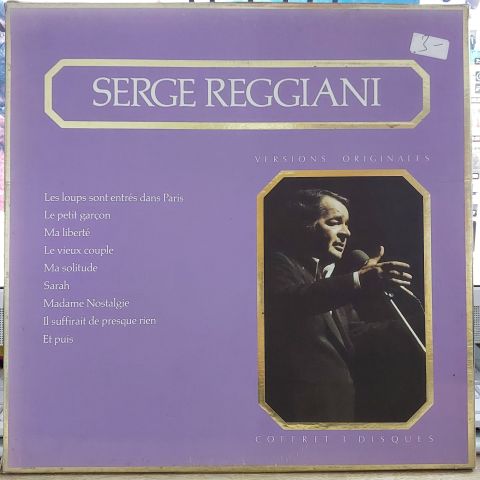 3-
SERGE REGGIANI
VERSIONS ORIGINALES
Les loups sont entrés dans Paris
Le petit garçon
Ma liberté
Le vieux couple
Ma solitude
Sarah
Madame Nostalgie
Il suffirait de presque rien
Et puis
COFFRET 3 DISQUES